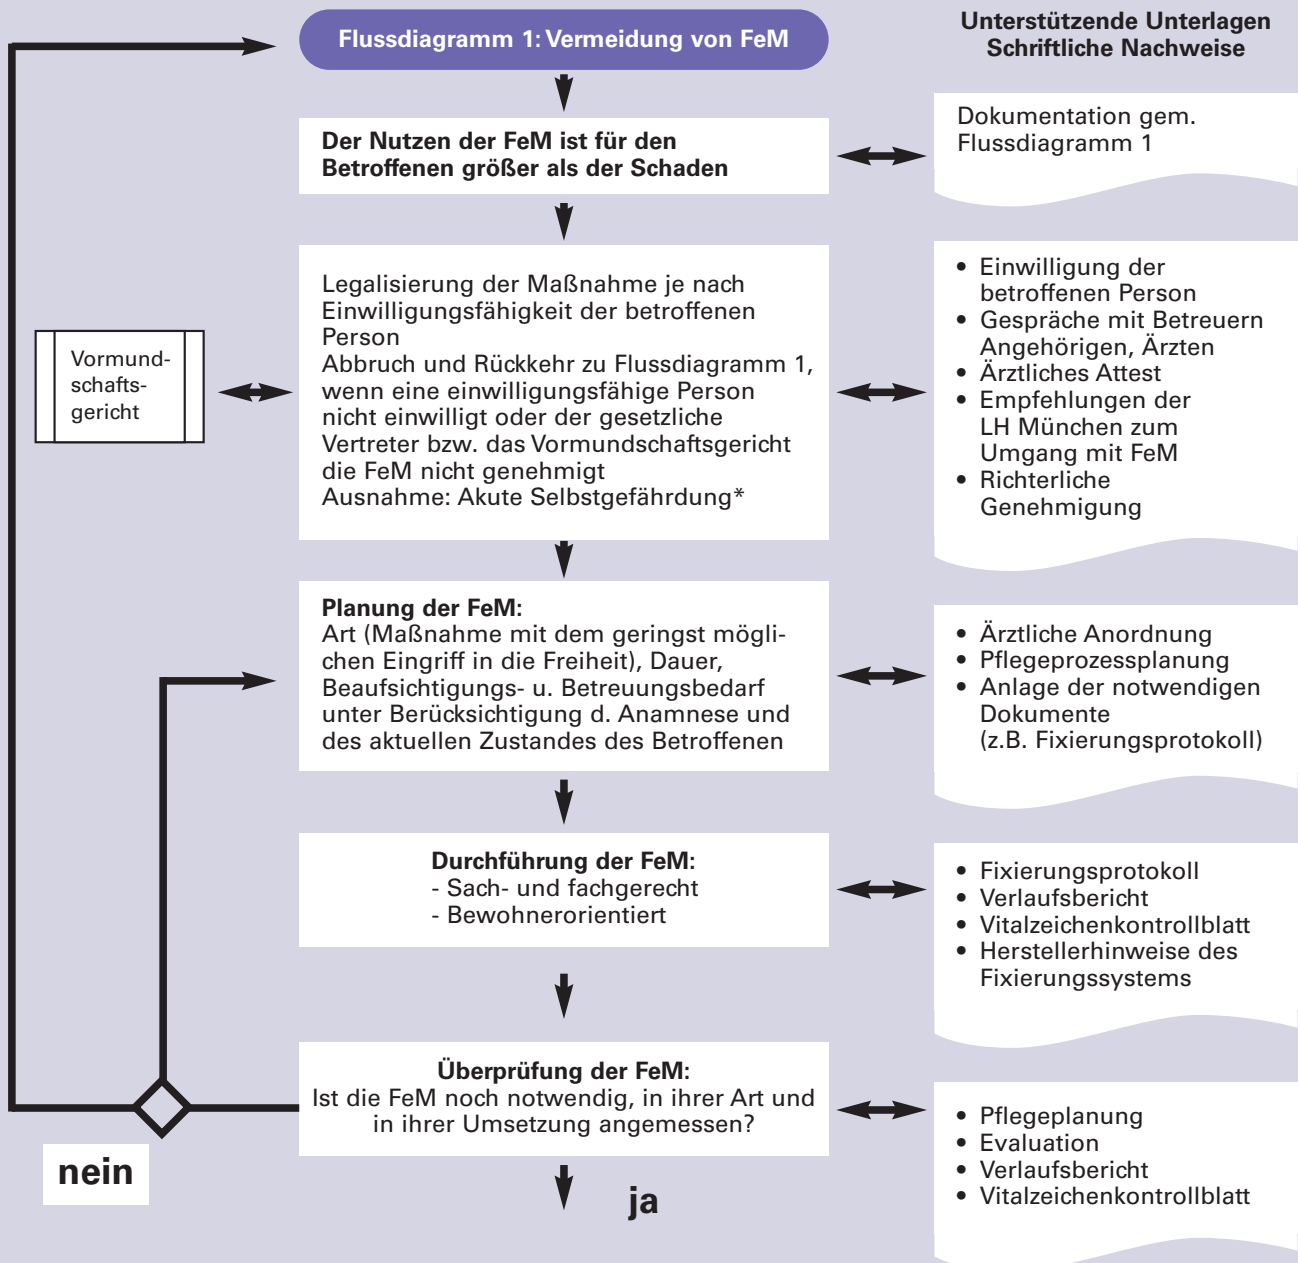 Flussdiagramm 1: Vermeidung von FeM
Unterstützende Unterlagen
Schriftliche Nachweise
Der Nutzen der FeM ist für den
Betroffenen größer als der Schaden
Dokumentation gem.
Flussdiagramm 1
Vormund-
schafts-
gericht
Legalisierung der Maßnahme je nach
Einwilligungsfähigkeit der betroffenen
Person
Abbruch und Rückkehr zu Flussdiagramm 1,
wenn eine einwilligungsfähige Person
nicht einwilligt oder der gesetzliche
Vertreter bzw. das Vormundschaftsgericht
die FeM nicht genehmigt
Ausnahme: Akute Selbstgefährdung*
• Einwilligung der
betroffenen Person
• Gespräche mit Betreuern
Angehörigen, Ärzten
• Ärztliches Attest
• Empfehlungen der
LH München zum
Umgang mit FeM
• Richterliche
Genehmigung
Planung der FeM:
Art (Maßnahme mit dem geringst mögli-
chen Eingriff in die Freiheit), Dauer,
Beaufsichtigungs- u. Betreuungsbedarf
unter Berücksichtigung d. Anamnese und
des aktuellen Zustandes des Betroffenen
• Ärztliche Anordnung
• Pflegeprozessplanung
• Anlage der notwendigen
Dokumente
(z.B. Fixierungsprotokoll)
Durchführung der FeM:
- Sach- und fachgerecht
- Bewohnerorientiert
• Fixierungsprotokoll
• Verlaufsbericht
• Vitalzeichenkontrollblatt
• Herstellerhinweise des
Fixierungssystems
Überprüfung der FeM:
Ist die FeM noch notwendig, in ihrer Art und
in ihrer Umsetzung angemessen?
• Pflegeplanung
• Evaluation
• Verlaufsbericht
• Vitalzeichenkontrollblatt
nein
ja